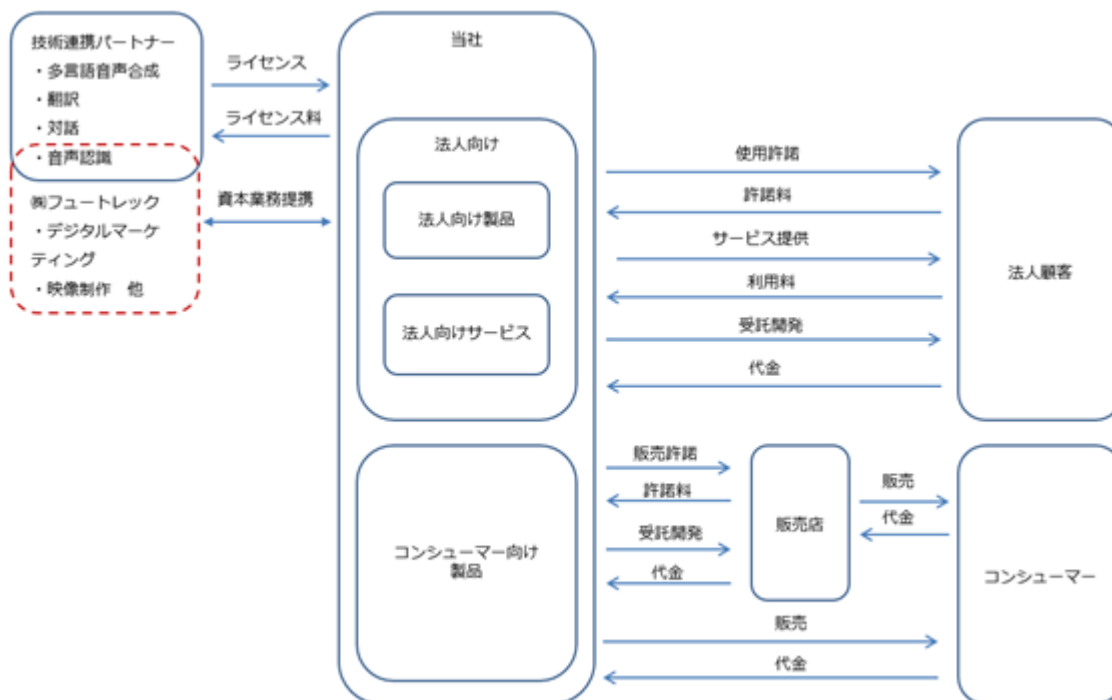 技術連携パートナー
・多言語音声合成
・翻訳
・対話
・音声認識
㈱フュートレック
・デジタルマーケ
ティング
・映像制作　他
ライセンス
ライセンス料
資本業務提携
当社
法人向け
法人向け製品
法人向けサービス
コンシューマー向け
製品
使用許諾
許諾料
サービス提供
利用料
受託開発
代金
法人顧客
販売許諾
許諾料
受託開発
代金
販売店
販売
代金
コンシューマー
販売
代金